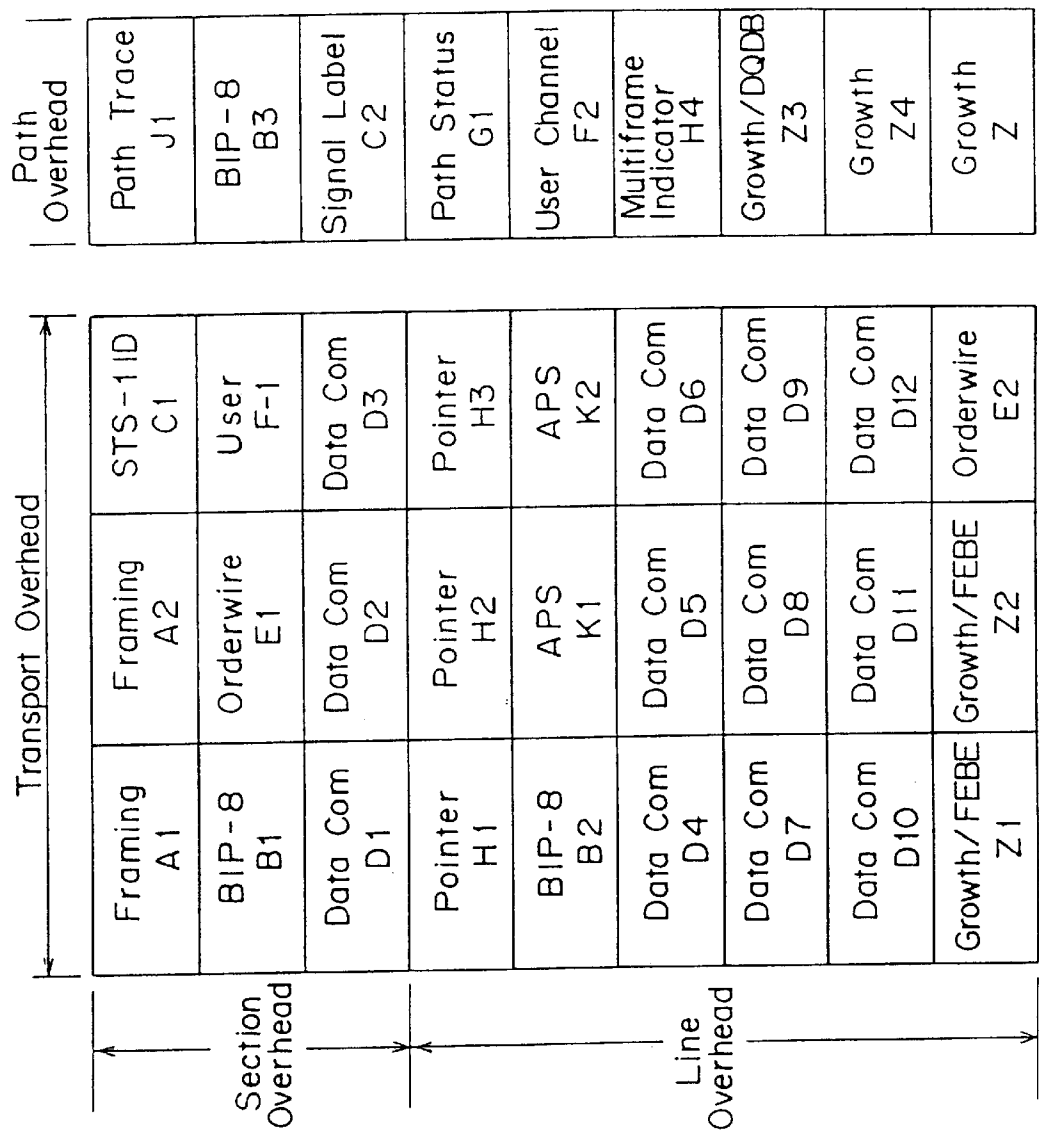 Transport Overhead
Path
Overhead
Section
Overhead
Line
Overhead
Framing
A1
Framing
A2
STS-1ID
C1
Path Trace
J1
BIP-8
B1
Orderwire
E1
User
F-1
BIP-8
B3
Data Com
D1
Data Com
D2
Data Com
D3
Signal Label
C2
Pointer
H1
Pointer
H2
Pointer
H3
Path Status
G1
BIP-8
B2
APS
K1
APS
K2
User Channel
F2
Data Com
D4
Data Com
D5
Data Com
D6
Multiframe
Indicator
H4
Data Com
D7
Data Com
D8
Data Com
D9
Growth/DQDB
Z3
Data Com
D10
Data Com
D11
Data Com
D12
Growth
Z4
Growth/FEBE
Z1
Growth/FEBE
Z2
Orderwire
E2
Growth
Z